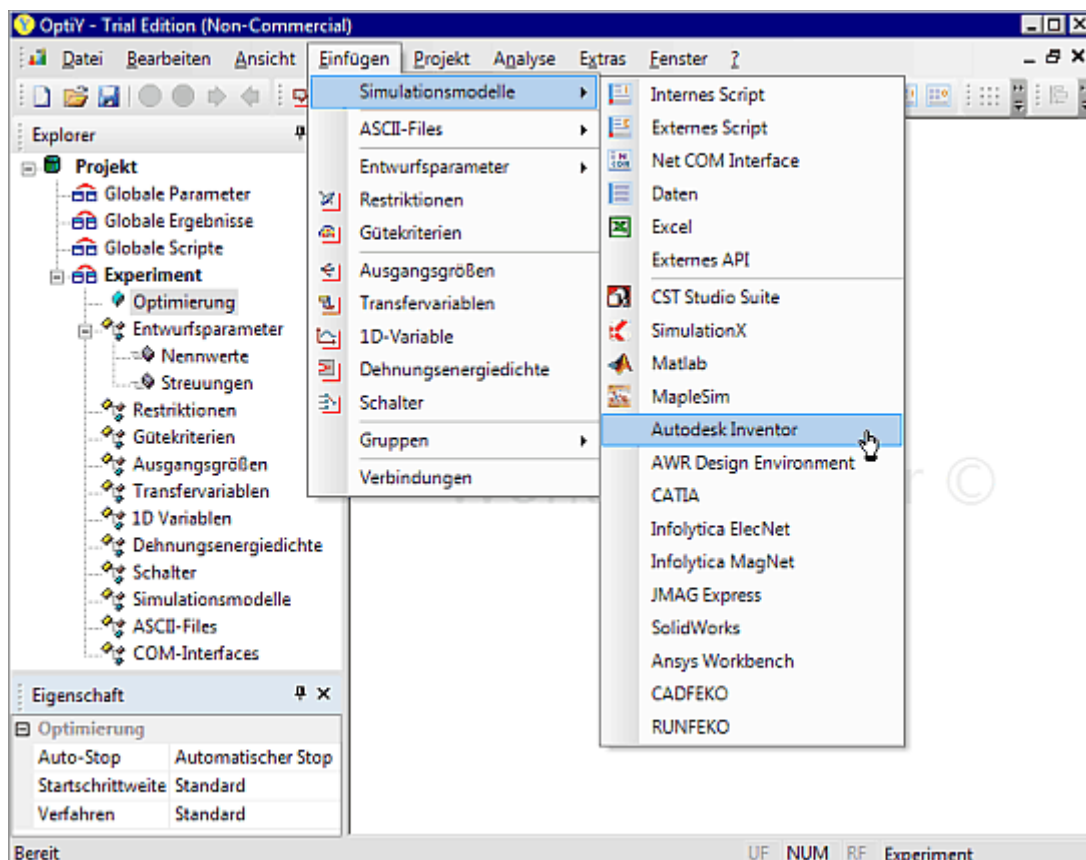 OptiY - Trial Edition (Non-Commercial)
Datei Bearbeiten Ansicht Einfügen Projekt Analyse Extras Fenster ?
Explorer
Projekt
Globale Parameter
Globale Ergebnisse
Globale Scripte
Experiment
Optimierung
Entwurfsparameter
Nennwerte
Streuungen
Restriktionen
Gütekriterien
Ausgangsgrößen
Transfervariablen
1D Variablen
Dehnungsenergiedichte
Schalter
Simulationsmodelle
ASCII-Files
COM-Interfaces
Eigenschaft
Optimierung
Auto-Stop Automatischer Stop
Startschrittweite Standard
Verfahren Standard
Simulationsmodelle
ASCII-Files
Entwurfsparameter
Restriktionen
Gütekriterien
Ausgangsgrößen
Transfervariablen
1D-Variable
Dehnungsenergiedichte
Schalter
Gruppen
Verbindungen
Internes Script
Externes Script
Net COM Interface
Daten
Excel
Externes API
CST Studio Suite
SimulationX
Matlab
MapleSim
Autodesk Inventor
AWR Design Environment
CATIA
Infolytica ElecNet
Infolytica MagNet
JMAG Express
SolidWorks
Ansys Workbench
CADFEKO
RUNFEKO
©
Bereit UF NUM RF Experiment